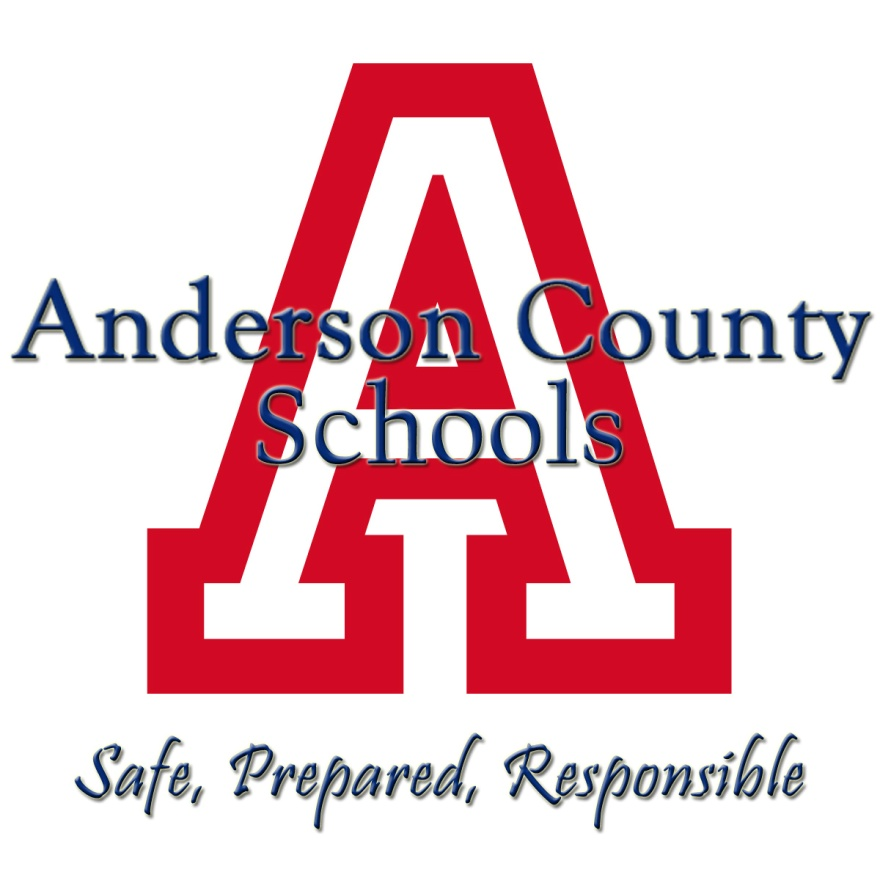 A
Anderson County
Schools
Safe, Prepared, Responsible